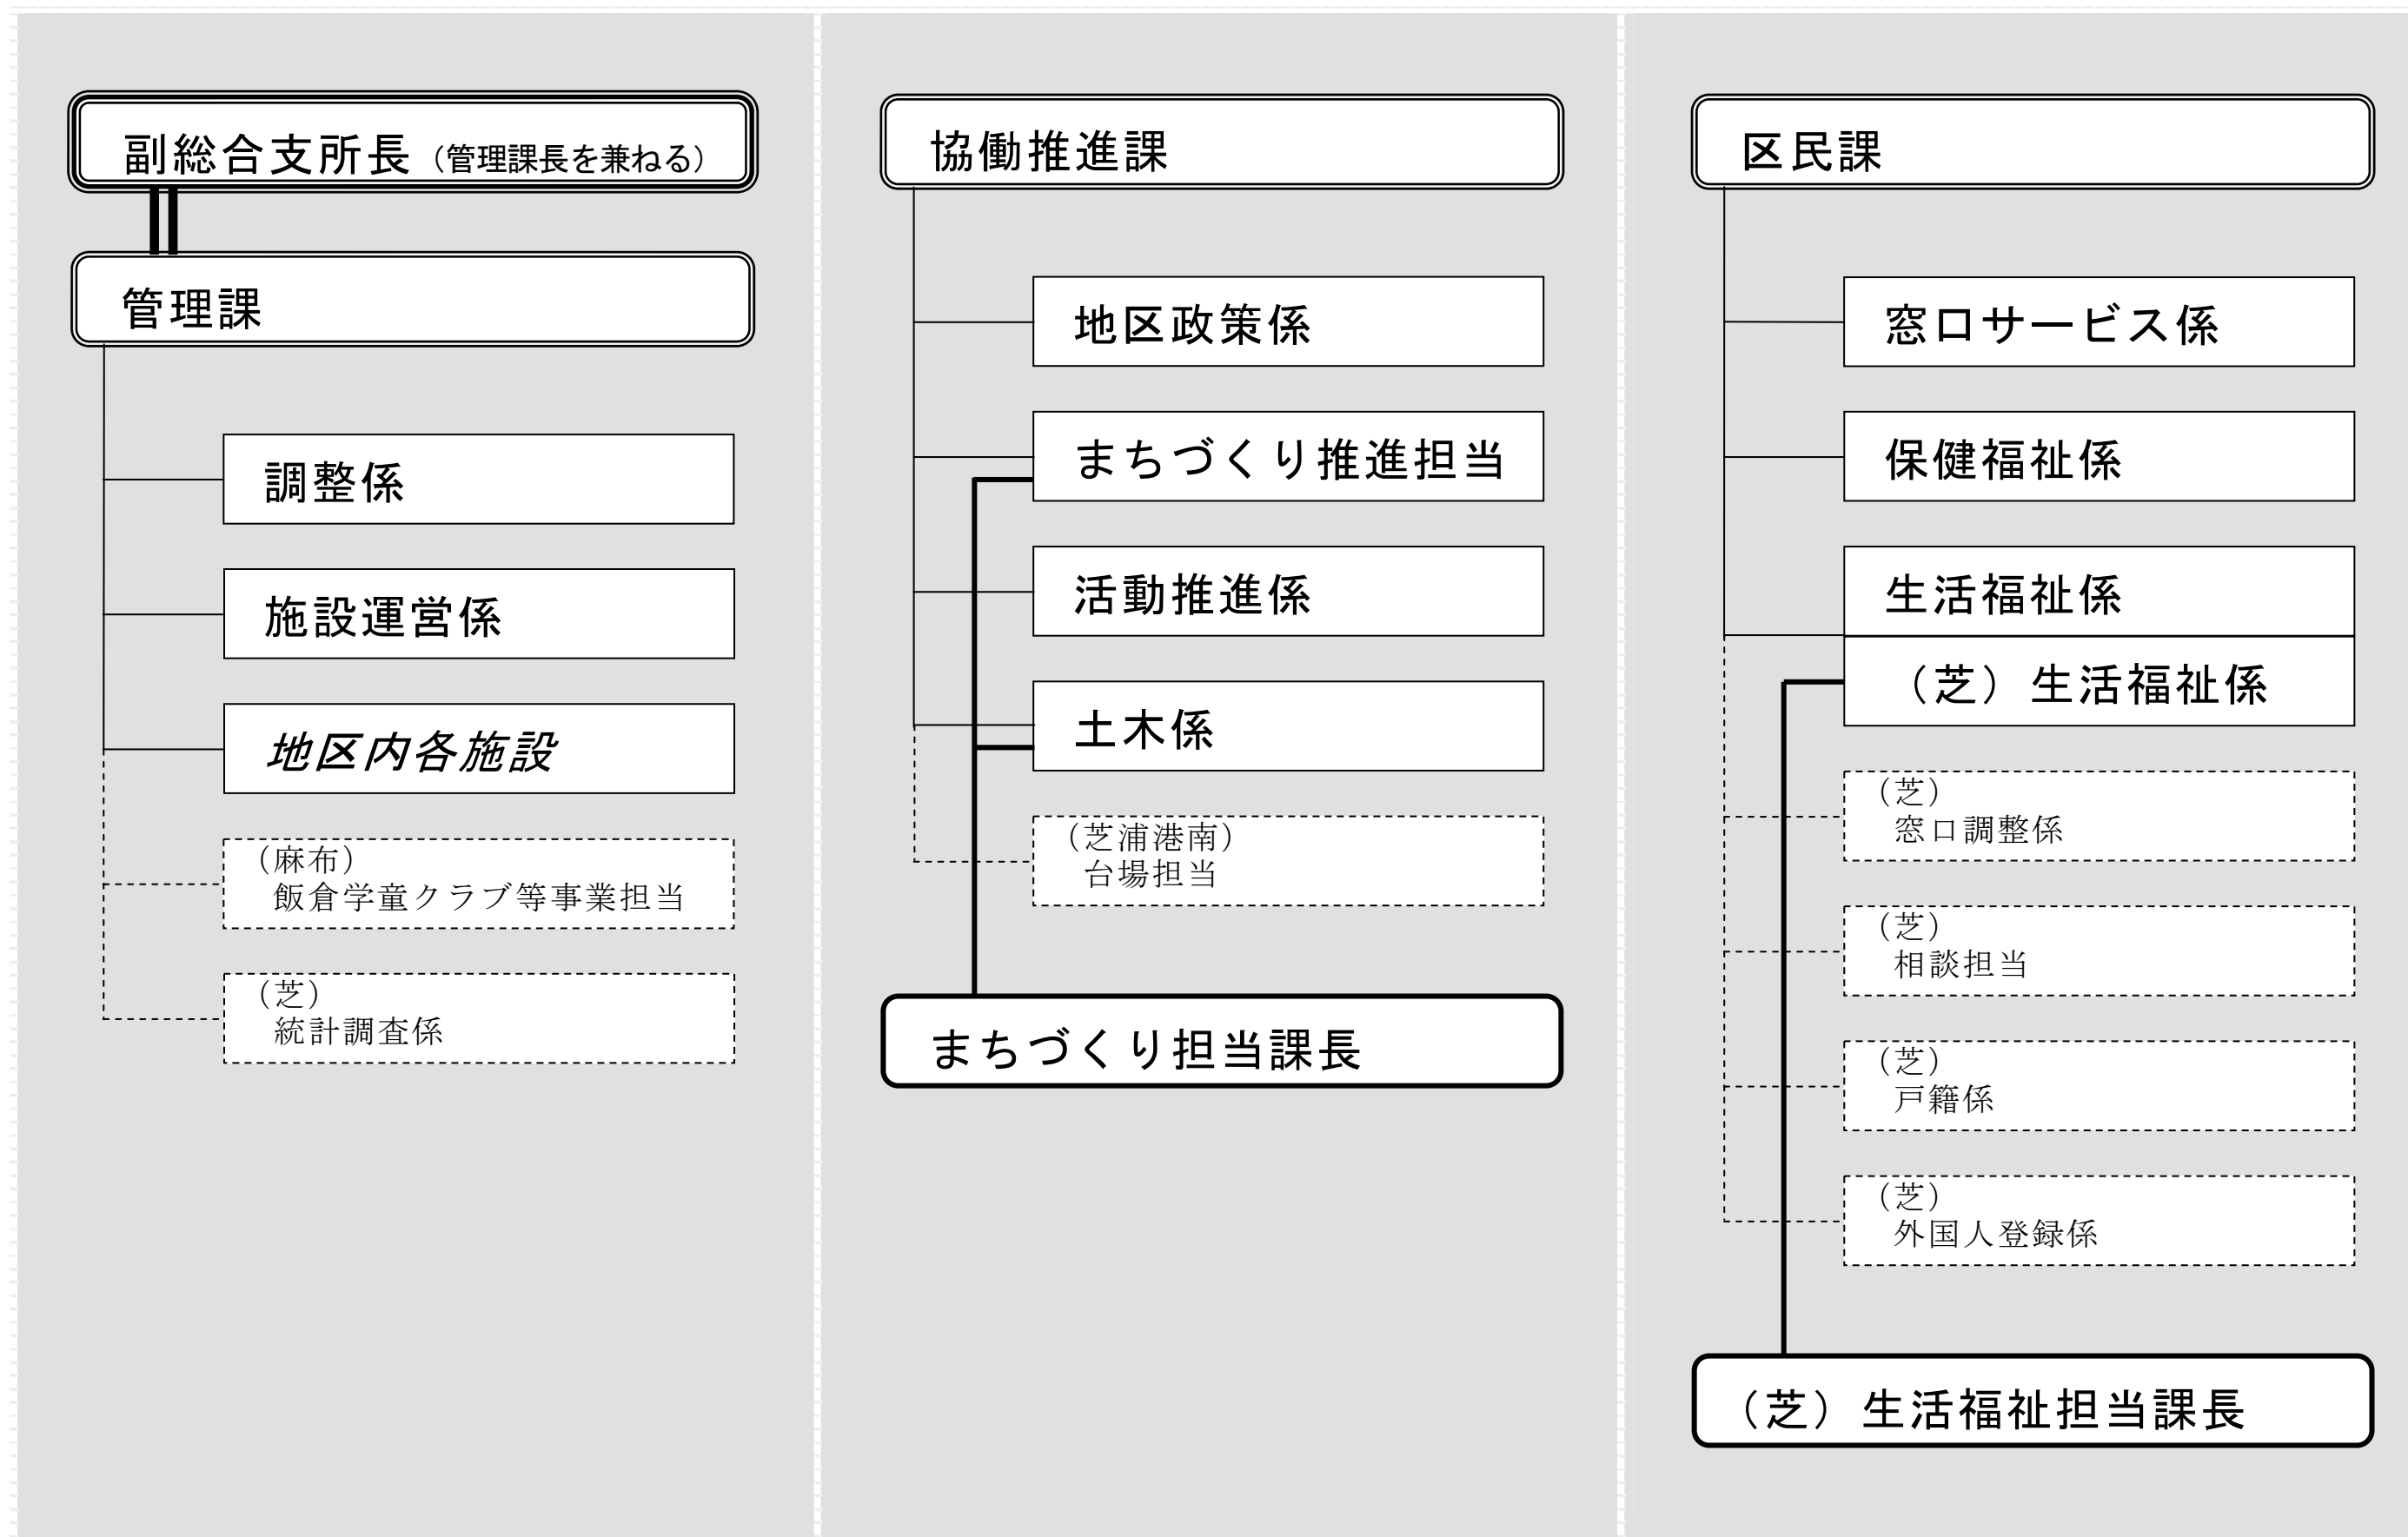 副総合支所長（管理課長を兼ねる）
管理課
調整係
施設運営係
地区内各施設
（麻布）
飯倉学童クラブ等事業担当
（芝）
統計調査係
協働推進課
地区政策係
まちづくり推進担当
活動推進係
土木係
（芝浦港南）
台場担当
まちづくり担当課長
区民課
窓口サービス係
保健福祉係
生活福祉係
（芝）生活福祉係
（芝）
窓口調整係
（芝）
相談担当
（芝）
戸籍係
（芝）
外国人登録係
（芝）生活福祉担当課長